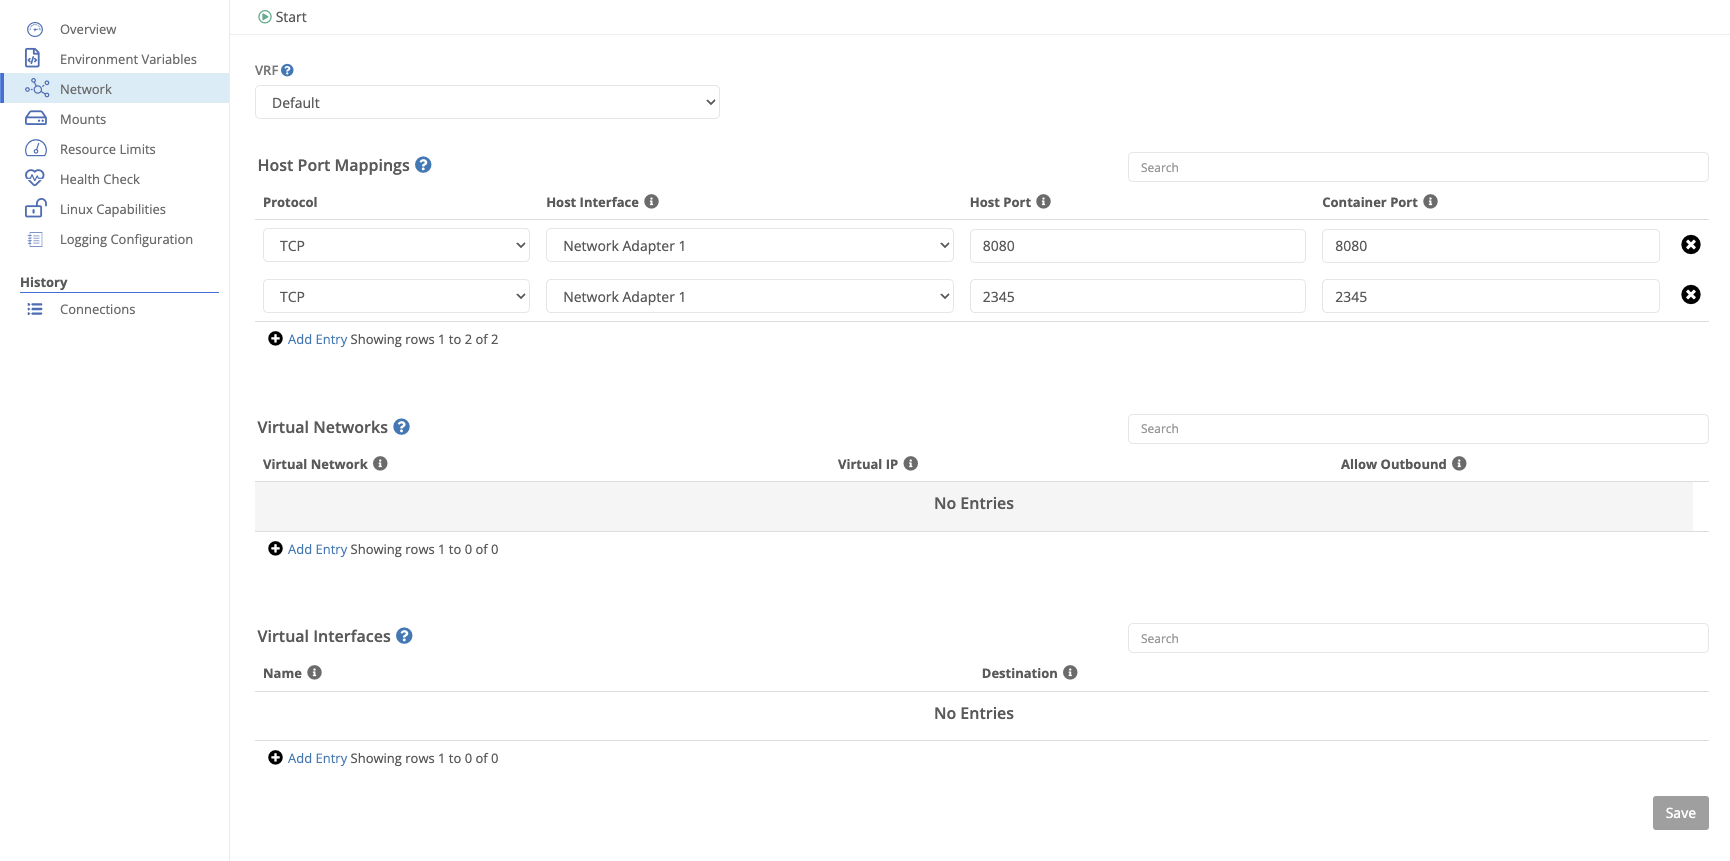 Overview
Environment Variables
Network
Mounts
Resource Limits
Health Check
Linux Capabilities
Logging Configuration
History
Connections
Start
VRF ?
Default
Host Port Mappings ?
Search
Protocol Host Interface i Host Port i Container Port i
TCP Network Adapter 1 8080 8080
TCP Network Adapter 1 2345 2345
Add Entry Showing rows 1 to 2 of 2
Virtual Networks ?
Search
Virtual Network i Virtual IP i Allow Outbound i
No Entries
Add Entry Showing rows 1 to 0 of 0
Virtual Interfaces ?
Search
Name i Destination i
No Entries
Add Entry Showing rows 1 to 0 of 0
Save